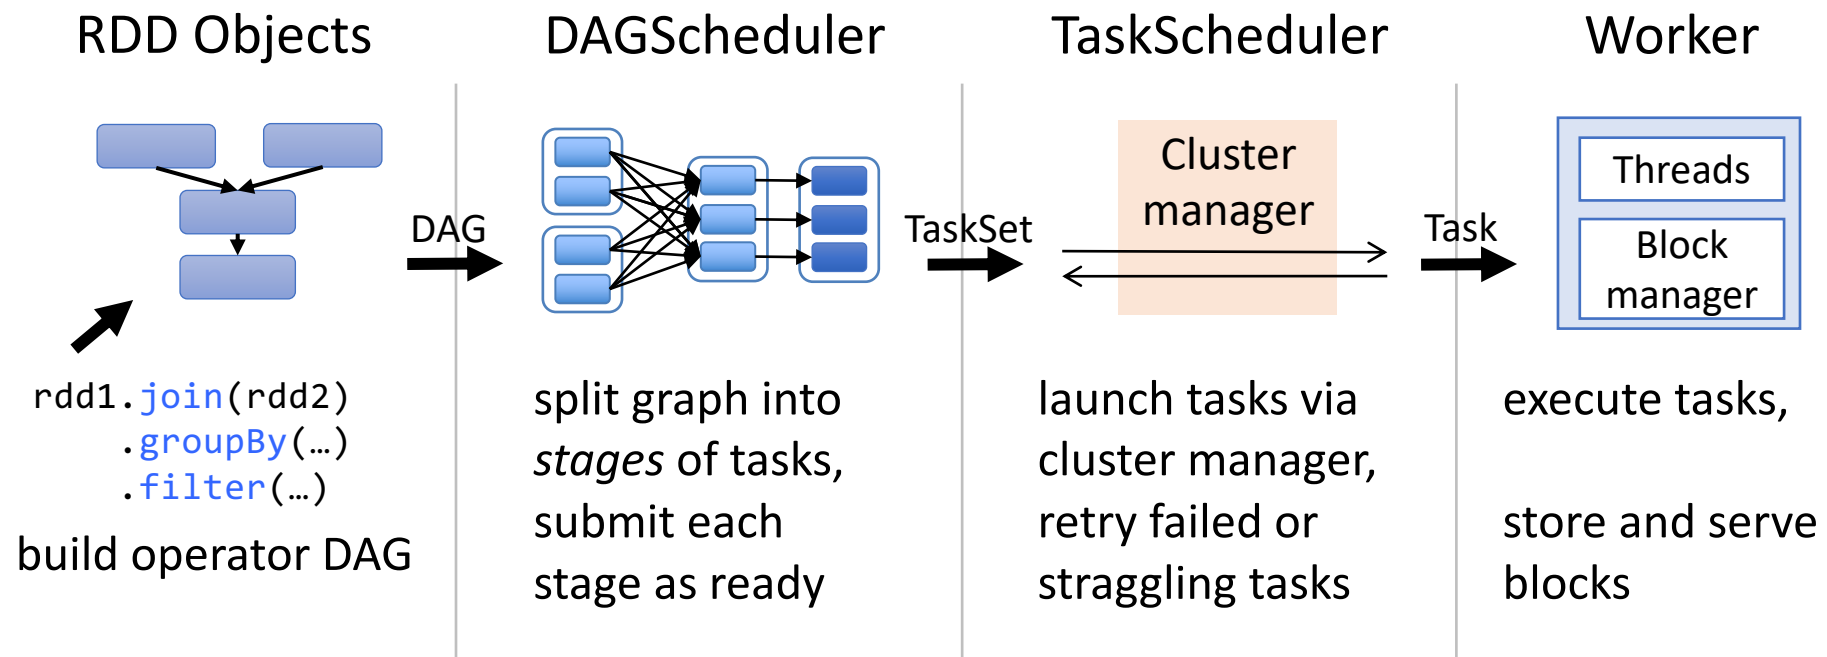 RDD Objects
DAGScheduler
TaskScheduler
Worker
DAG
TaskSet
Cluster
manager
Task
Threads
Block
manager
rdd1.join(rdd2)
.groupBy(…)
.filter(…)
build operator DAG
split graph into
stages of tasks,
submit each
stage as ready
launch tasks via
cluster manager,
retry failed or
straggling tasks
execute tasks,
store and serve
blocks